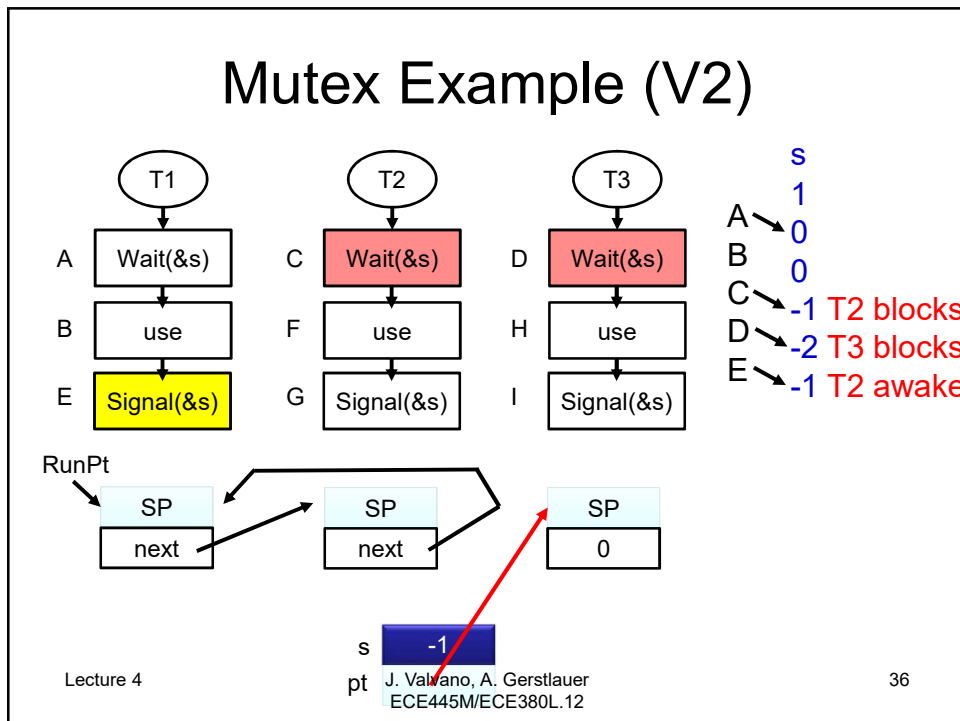 Mutex Example (V2)
T1
T2
T3
A
Wait(&s)
C
Wait(&s)
D
Wait(&s)
B
use
F
use
H
use
E
Signal(&s)
G
Signal(&s)
I
Signal(&s)
s
1
A
0
B
0
C
-1 T2 blocks
D
-2 T3 blocks
E
-1 T2 awake
RunPt
SP
SP
SP
next
next
0
s
-1
pt
Lecture 4
J. Valvano, A. Gerstlauer
ECE445M/ECE380L.12
36